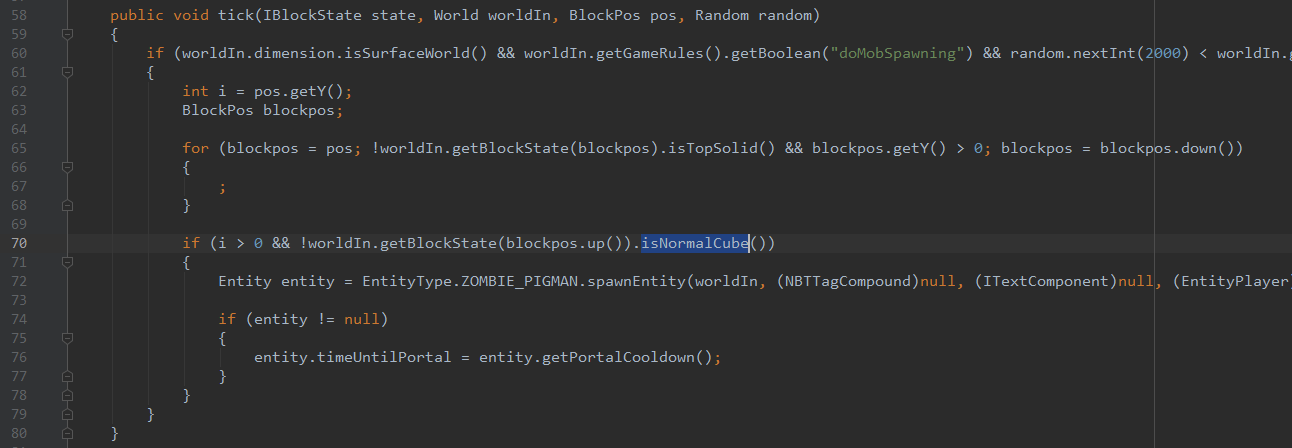 58 public void tick(IBlockState state, World worldIn, BlockPos pos, Random random)
59 {
60 if (worldIn.dimension.isSurfaceWorld() && worldIn.getGameRules().getBoolean("doMobSpawning") && random.nextInt(2000) < worldIn.
61 {
62 int i = pos.getY();
63 BlockPos blockpos;
64
65 for (blockpos = pos; !worldIn.getBlockState(blockpos).isTopSolid() && blockpos.getY() > 0; blockpos = blockpos.down())
66 {
67 ;
68 }
69
70 if (i > 0 && !worldIn.getBlockState(blockpos.up()).isNormalCube())
71 {
72 Entity entity = EntityType.ZOMBIE_PIGMAN.spawnEntity(worldIn, (NBTTagCompound)null, (ITextComponent)null, (EntityPlayer)
73
74 if (entity != null)
75 {
76 entity.timeUntilPortal = entity.getPortalCooldown();
77 }
78 }
79 }
80 }